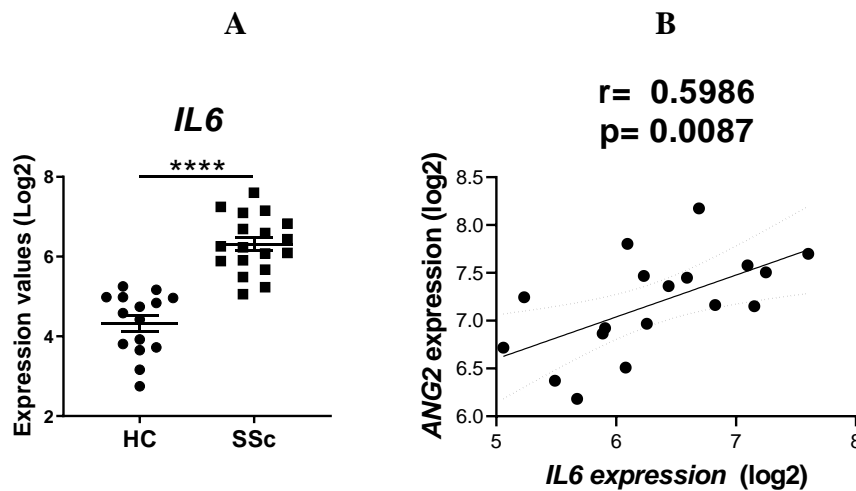 A
IL6
****
Expression values (Log2)
8
6
4
2
HC SSc
B
r= 0.5986
p= 0.0087
ANG2 expression (log2)
8.5
8.0
7.5
7.0
6.5
6.0
5 6 7 8
IL6 expression (log2)